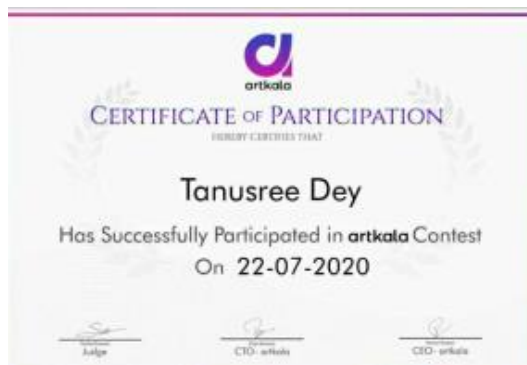 artkala
CERTIFICATE OF PARTICIPATION
HEREBY CERTIFIES THAT
Tanusree Dey
Has Successfully Participated in artkala Contest
On 22-07-2020
Judge
CTO- artkala
CEO- artkala